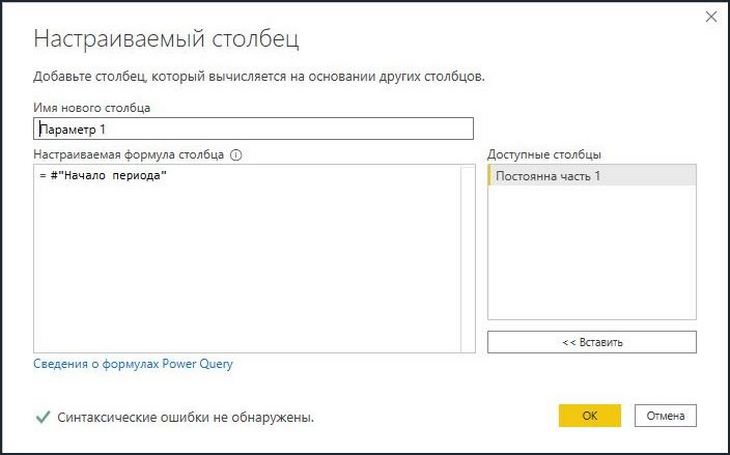 Настраиваемый столбец
Добавьте столбец, который вычисляется на основании других столбцов.
Имя нового столбца
Параметр 1
Настраиваемая формула столбца
Доступные столбцы
= #"Начало периода"
Постоянна часть 1
<< Вставить
Сведения о формулах Power Query
Синтаксические ошибки не обнаружены.
ОК
Отмена